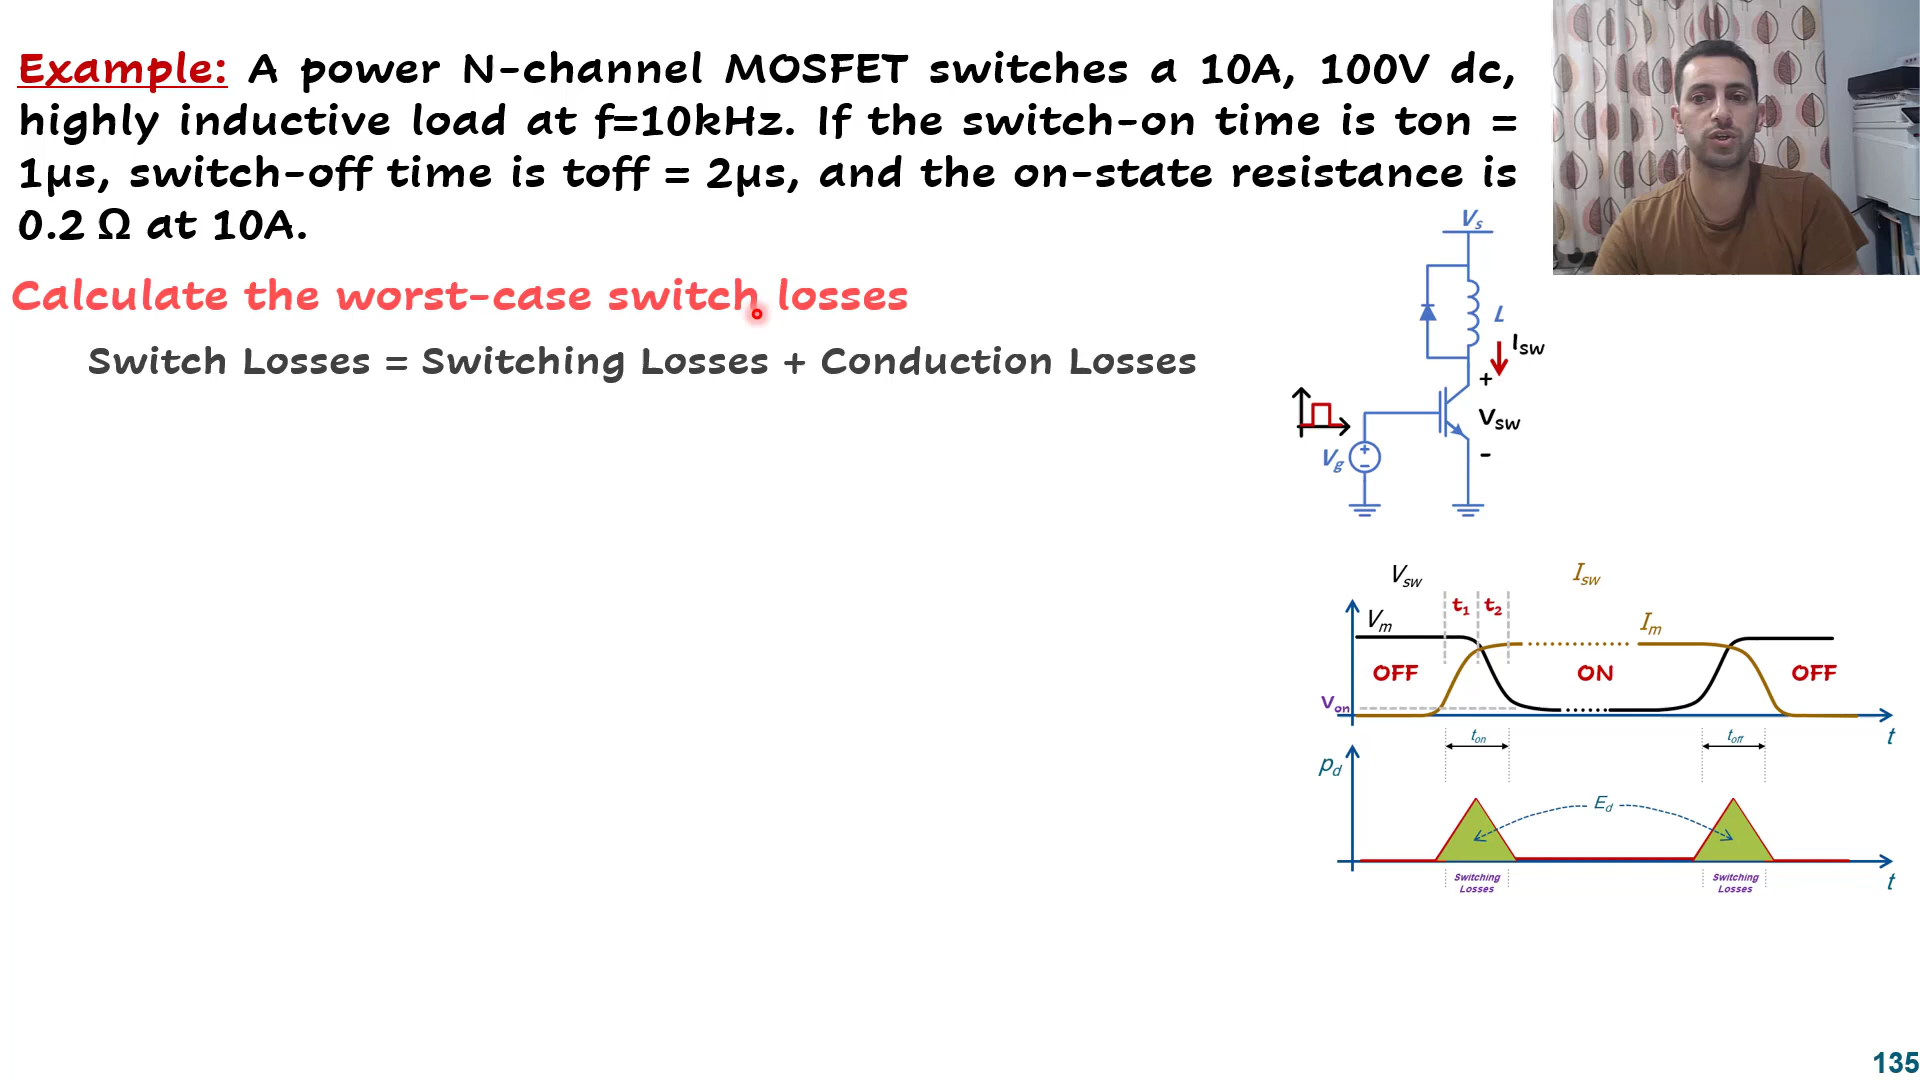 Example: A power N-channel MOSFET switches a 10A, 100V dc,
highly inductive load at f=10kHz. If the switch-on time is ton =
1μs, switch-off time is toff = 2μs, and the on-state resistance is
0.2 Ω at 10A.
Calculate the worst-case switch losses
Switch Losses = Switching Losses + Conduction Losses
Vs
L
Isw
+
Vsw
-
Vg
+
−
Vsw
Isw
t1
t2
Vm
Im
OFF
ON
OFF
Von
ton
toff
t
pd
Ed
Switching
Losses
Switching
Losses
t
135